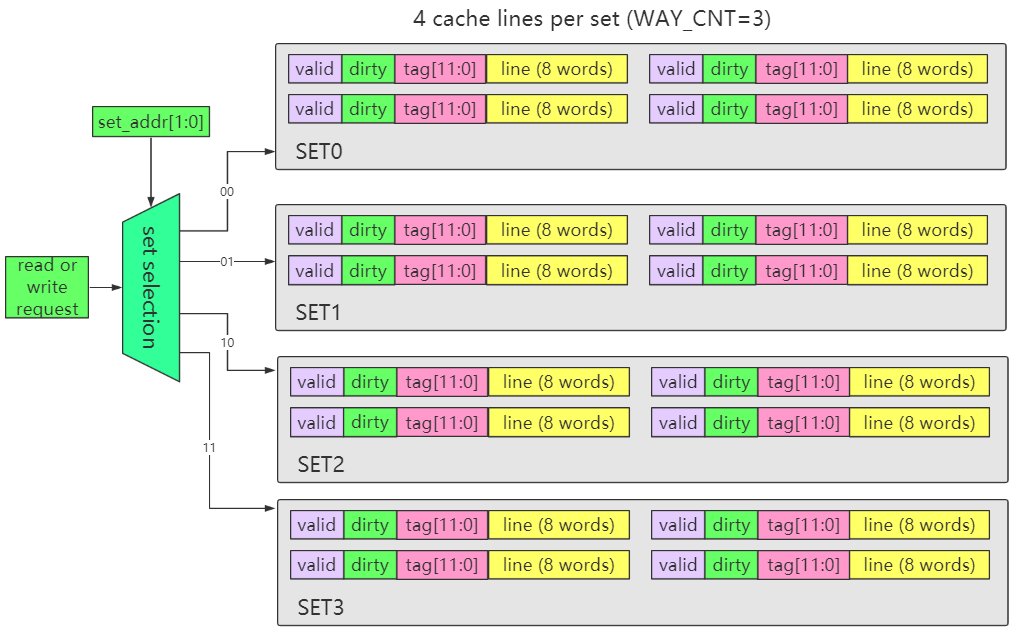 4 cache lines per set (WAY_CNT=3)
set_addr[1:0]
read or
write
request
set selection
00
01
10
11
valid dirty tag[11:0] line (8 words) valid dirty tag[11:0] line (8 words)
valid dirty tag[11:0] line (8 words) valid dirty tag[11:0] line (8 words)
SET0
valid dirty tag[11:0] line (8 words) valid dirty tag[11:0] line (8 words)
valid dirty tag[11:0] line (8 words) valid dirty tag[11:0] line (8 words)
SET1
valid dirty tag[11:0] line (8 words) valid dirty tag[11:0] line (8 words)
valid dirty tag[11:0] line (8 words) valid dirty tag[11:0] line (8 words)
SET2
valid dirty tag[11:0] line (8 words) valid dirty tag[11:0] line (8 words)
valid dirty tag[11:0] line (8 words) valid dirty tag[11:0] line (8 words)
SET3